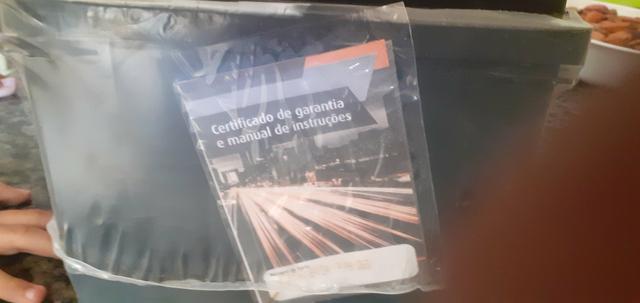 Certificado de garantia
e manual de instruções